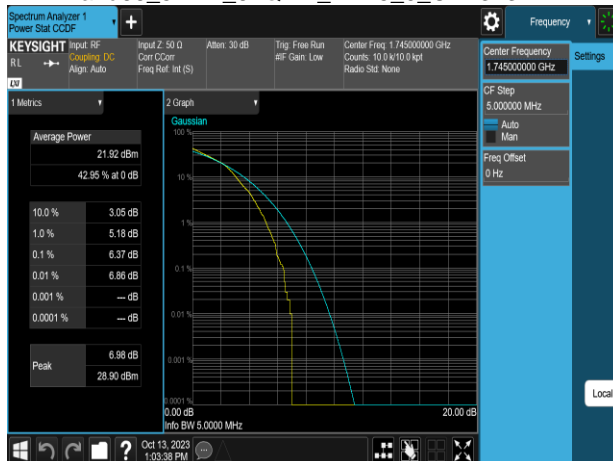 Spectrum Analyzer 1
Power Stat CCDF
Frequency
KEYSIGHT
RL
LXI
Input: RF
Coupling: DC
Align: Auto
Input Z: 50 Ω
Corr CCorr
Freq Ref: Int (S)
Atten: 30 dB
Trig: Free Run
#IF Gain: Low
Center Freq: 1.745000000 GHz
Counts: 10.0 k/10.0 kpt
Radio Std: None
Center Frequency
1.745000000 GHz
Settings
CF Step
5.000000 MHz
Auto
Man
Freq Offset
0 Hz
1 Metrics
Average Power
21.92 dBm
42.95 % at 0 dB
10.0 % 3.05 dB
1.0 % 5.18 dB
0.1 % 6.37 dB
0.01 % 6.86 dB
0.001 % --- dB
0.0001 % --- dB
Peak
6.98 dB
28.90 dBm
2 Graph
Gaussian
100 %
10 %
1 %
0.1 %
0.01 %
0.001 %
0.0001 %
0.00 dB 20.00 dB
Info BW 5.0000 MHz
Local
?
Oct 13, 2023
1:03:38 PM